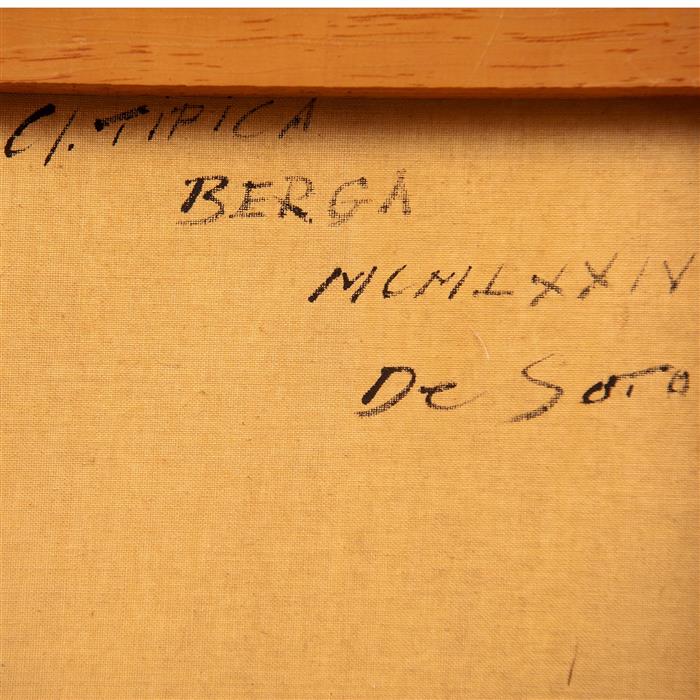 C/. TIPICA
BERGA
MCMLXXIV
De Soto